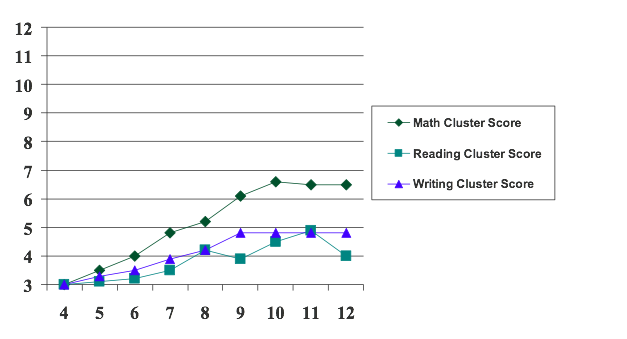 12
11
10
9
8
7
6
5
4
3
4 5 6 7 8 9 10 11 12
Math Cluster Score
Reading Cluster Score
Writing Cluster Score